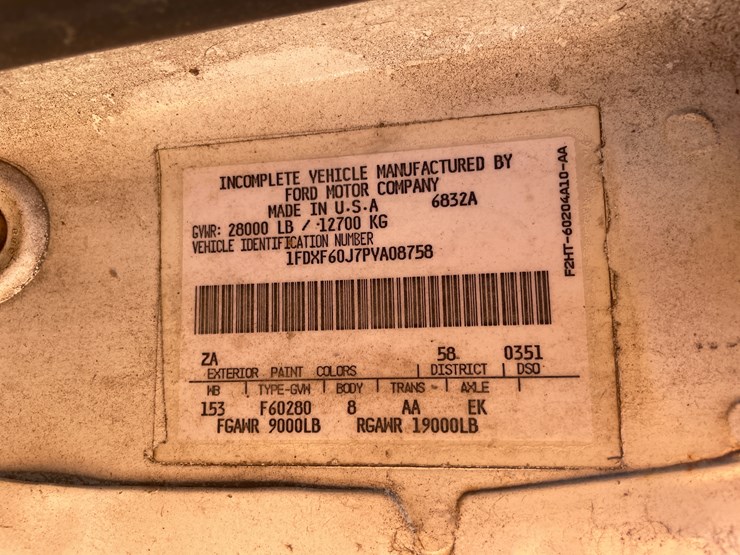 INCOMPLETE VEHICLE MANUFACTURED BY
FORD MOTOR COMPANY
MADE IN U.S.A 6832A
GVWR: 28000 LB / 12700 KG
VEHICLE IDENTIFICATION NUMBER
1FDXF60J7PVA08758
F2HT-60204A10-AA
ZA 58 0351
EXTERIOR PAINT COLORS DISTRICT DSO
WB TYPE-GVW BODY TRANS AXLE
153 F60280 8 AA EK
FGAWR 9000LB RGAWR 19000LB